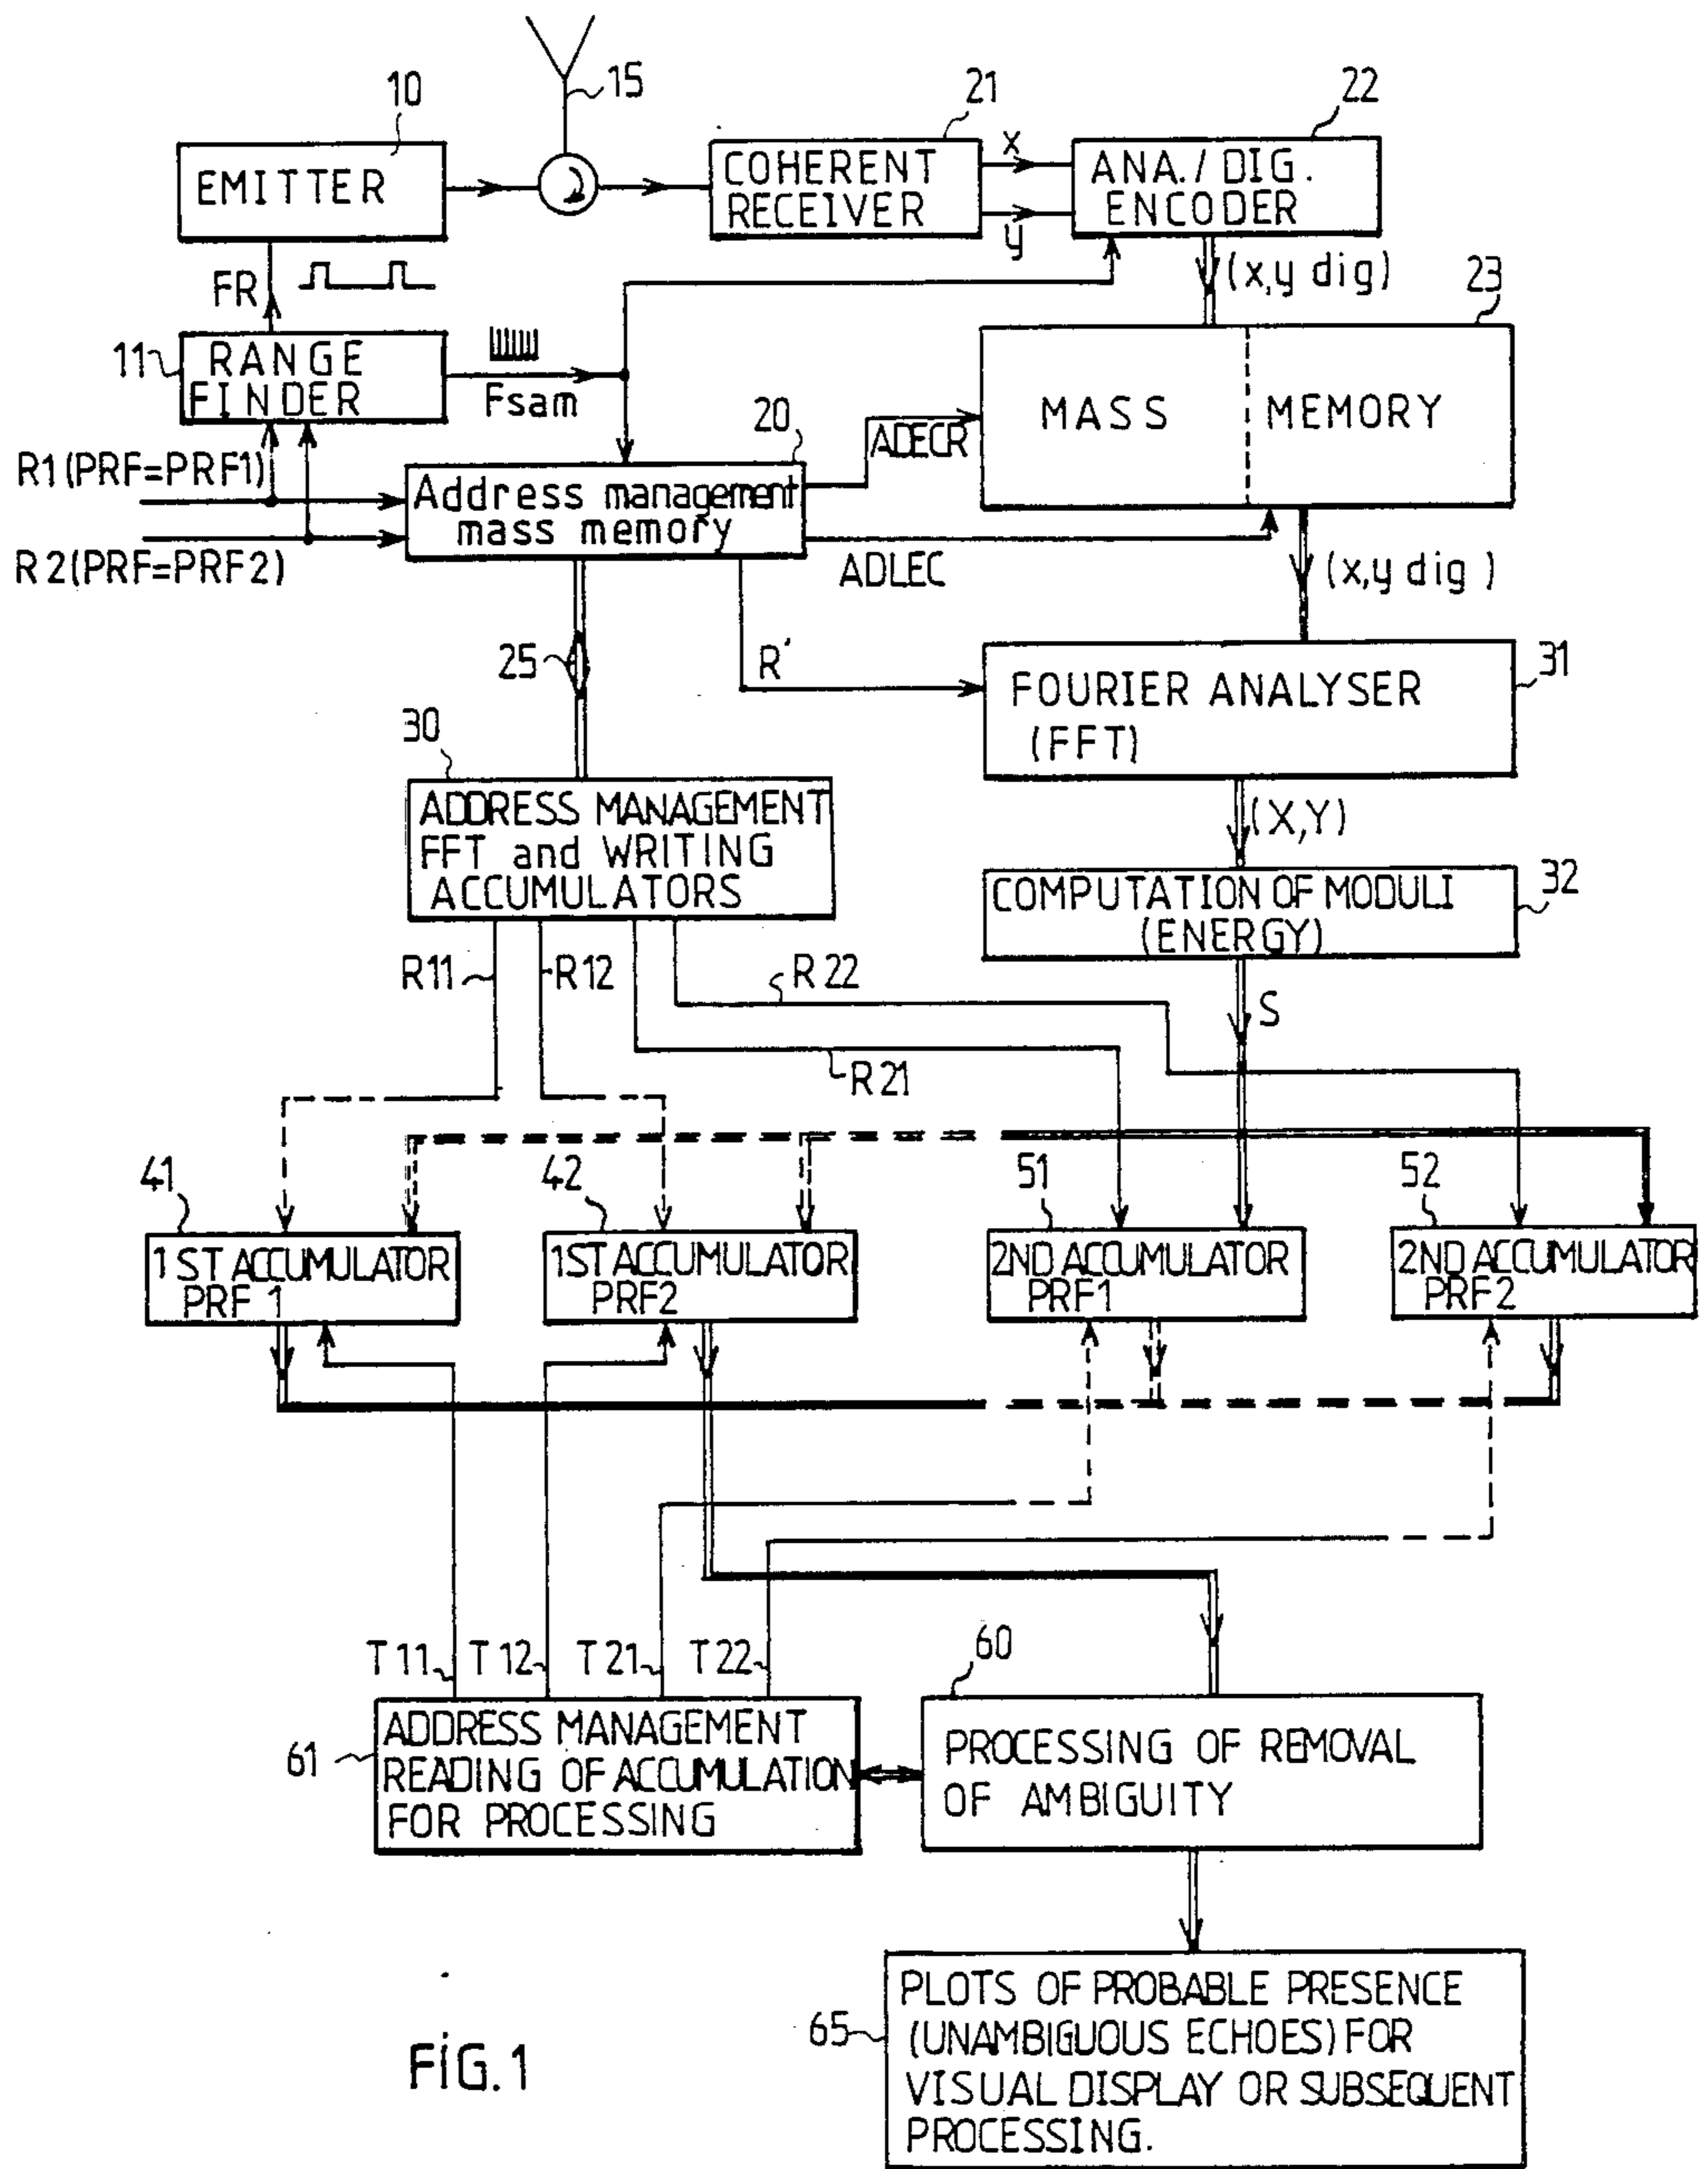 10
15
21
22
EMITTER
COHERENT
RECEIVER
x
y
ANA./DIG.
ENCODER
FR
(x,y dig)
23
11
RANGE
FINDER
Fsam
20
ADECR
MASS MEMORY
R1(PRF=PRF1)
R2(PRF=PRF2)
Address management
mass memory
ADLEC
(x,y dig)
25
R'
31
FOURIER ANALYSER
(FFT)
30
(X,Y)
ADDRESS MANAGEMENT
FFT and WRITING
ACCUMULATORS
32
COMPUTATION OF MODULI
(ENERGY)
R11
R12
R22
S
R21
41
42
51
52
1ST ACCUMULATOR
PRF1
1ST ACCUMULATOR
PRF2
2ND ACCUMULATOR
PRF1
2ND ACCUMULATOR
PRF2
T11
T12
T21
T22
60
61
ADDRESS MANAGEMENT
READING OF ACCUMULATION
FOR PROCESSING
PROCESSING OF REMOVAL
OF AMBIGUITY
65
PLOTS OF PROBABLE PRESENCE
(UNAMBIGUOUS ECHOES) FOR
VISUAL DISPLAY OR SUBSEQUENT
PROCESSING.
FIG.1